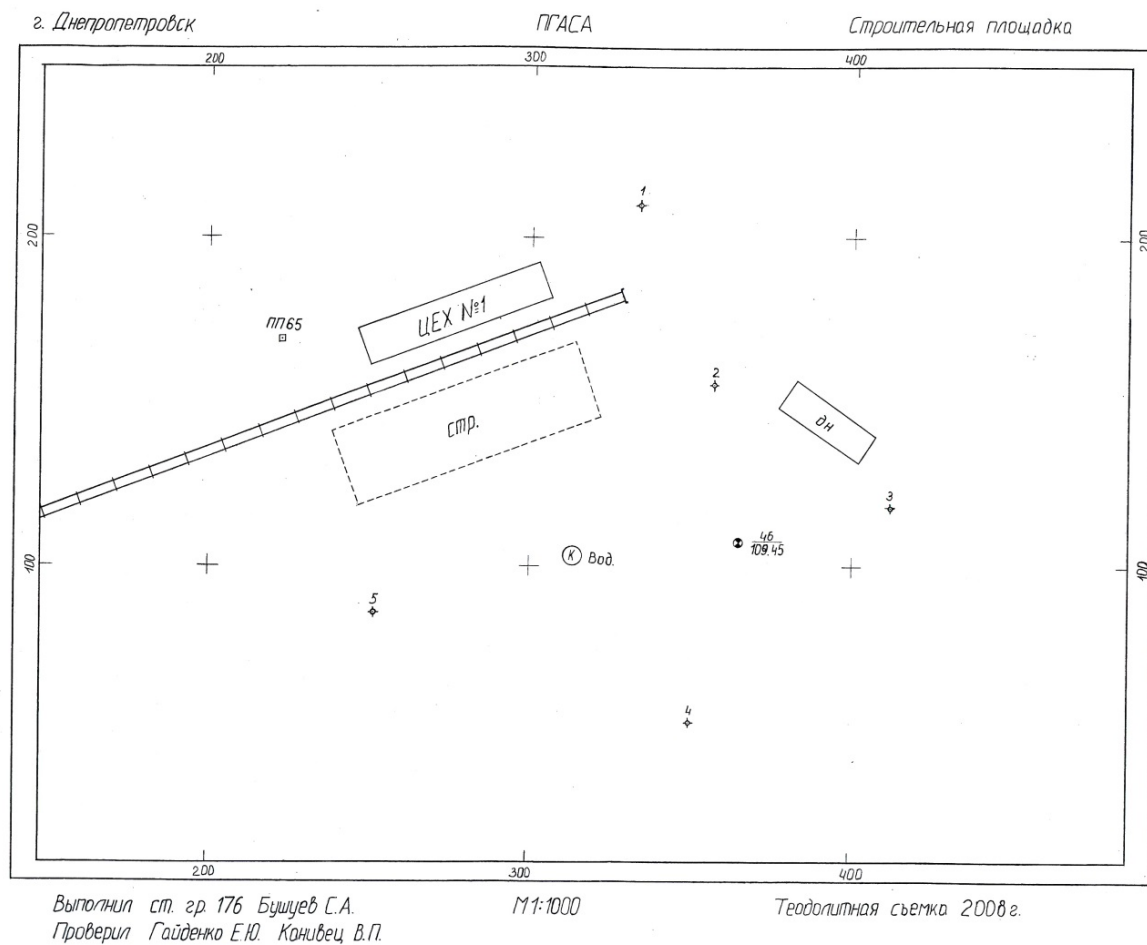 г. Днепропетровск ПГАСА Строительная площадка
200 300 400
1
200 200
ЦЕХ №1
ПП65
2
дн
стр.
3
46
109.45
К Вод.
100 100
5
4
200 300 400
Выполнил ст. гр. 176 Бушуев С.А. М1:1000 Теодолитная съемка 2008г.
Проверил Гайденко Е.Ю. Канивец В.П.